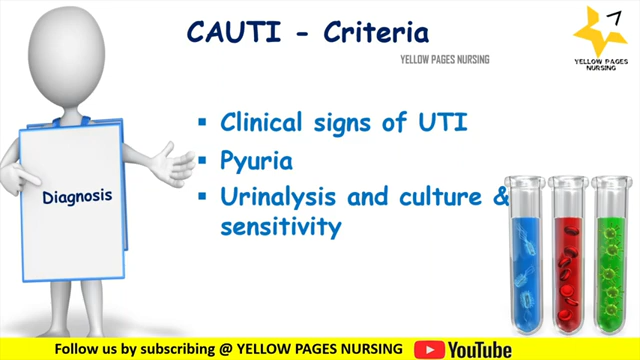 CAUTI - Criteria
YELLOW PAGES NURSING
YELLOW PAGES
NURSING
▪ Clinical signs of UTI
▪ Pyuria
▪ Urinalysis and culture &
sensitivity
Diagnosis
Follow us by subscribing @ YELLOW PAGES NURSING YouTube